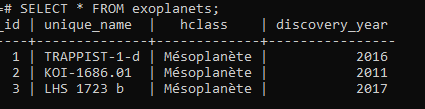 =# SELECT * FROM exoplanets;
_id | unique_name | hclass | discovery_year
----+--------------+------------+----------------
1 | TRAPPIST-1-d | Mésoplanète | 2016
2 | KOI-1686.01 | Mésoplanète | 2011
3 | LHS 1723 b | Mésoplanète | 2017